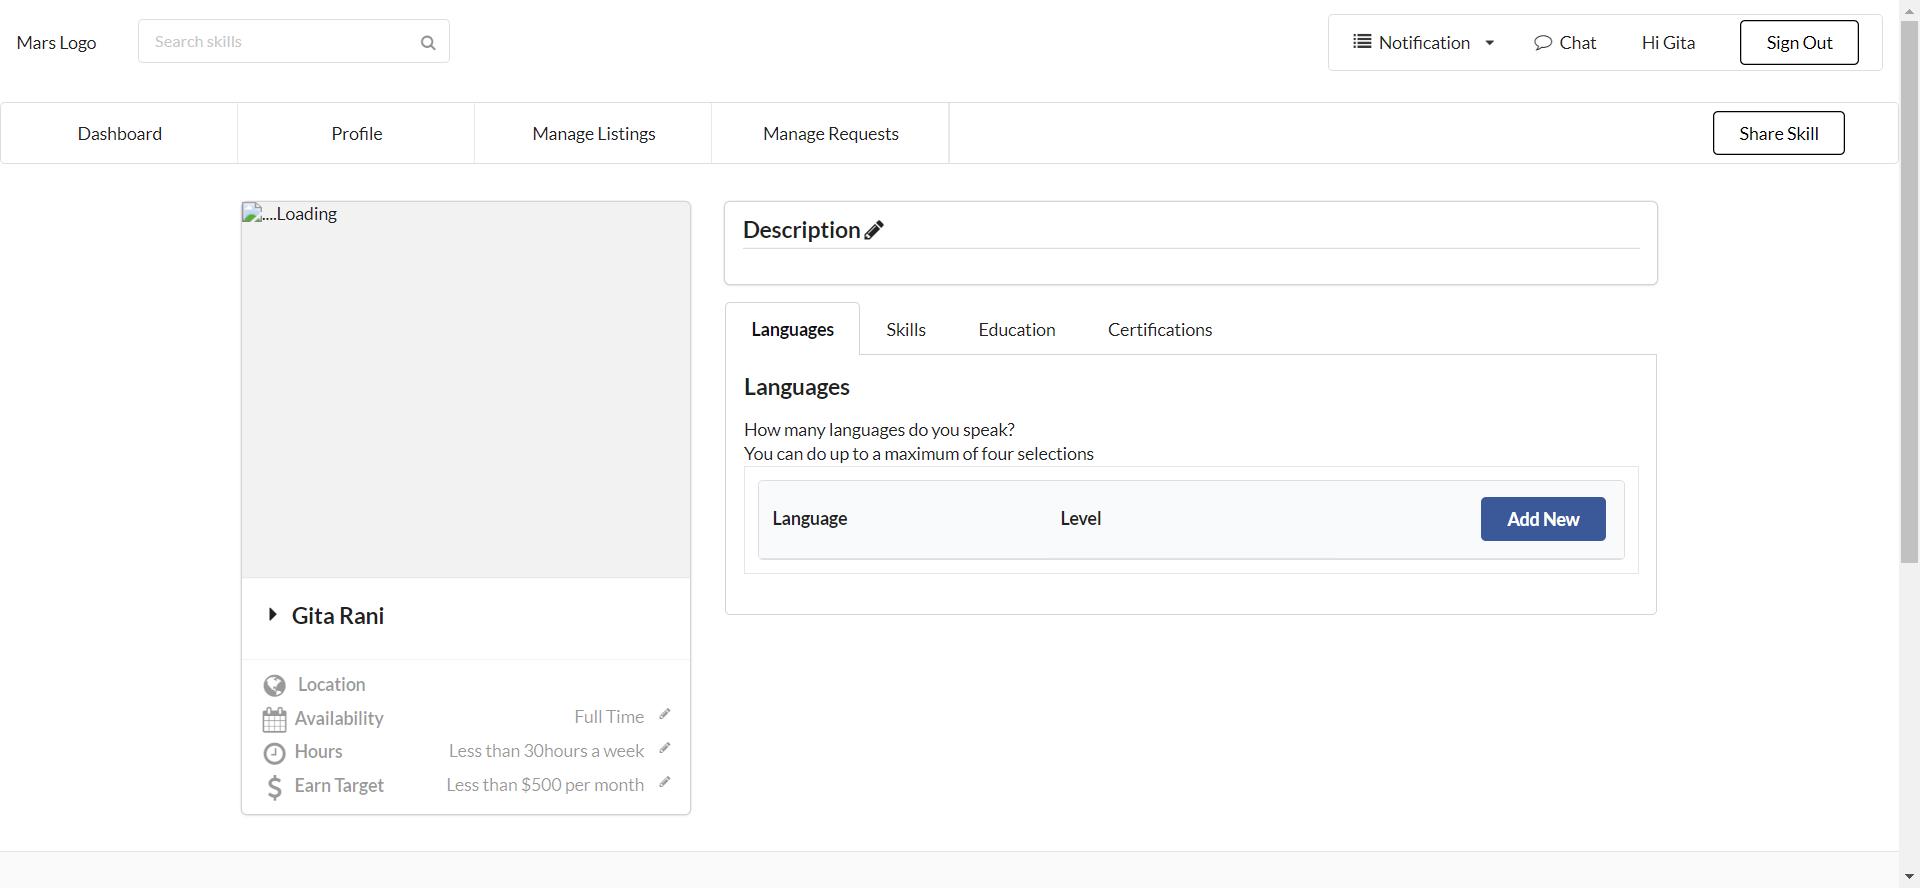 Mars Logo
Search skills
Notification
Chat
Hi Gita
Sign Out
Dashboard
Profile
Manage Listings
Manage Requests
Share Skill
....Loading
Gita Rani
Location
Availability
Full Time
Hours
Less than 30hours a week
Earn Target
Less than $500 per month
Description
Languages
Skills
Education
Certifications
Languages
How many languages do you speak?
You can do up to a maximum of four selections
Language
Level
Add New